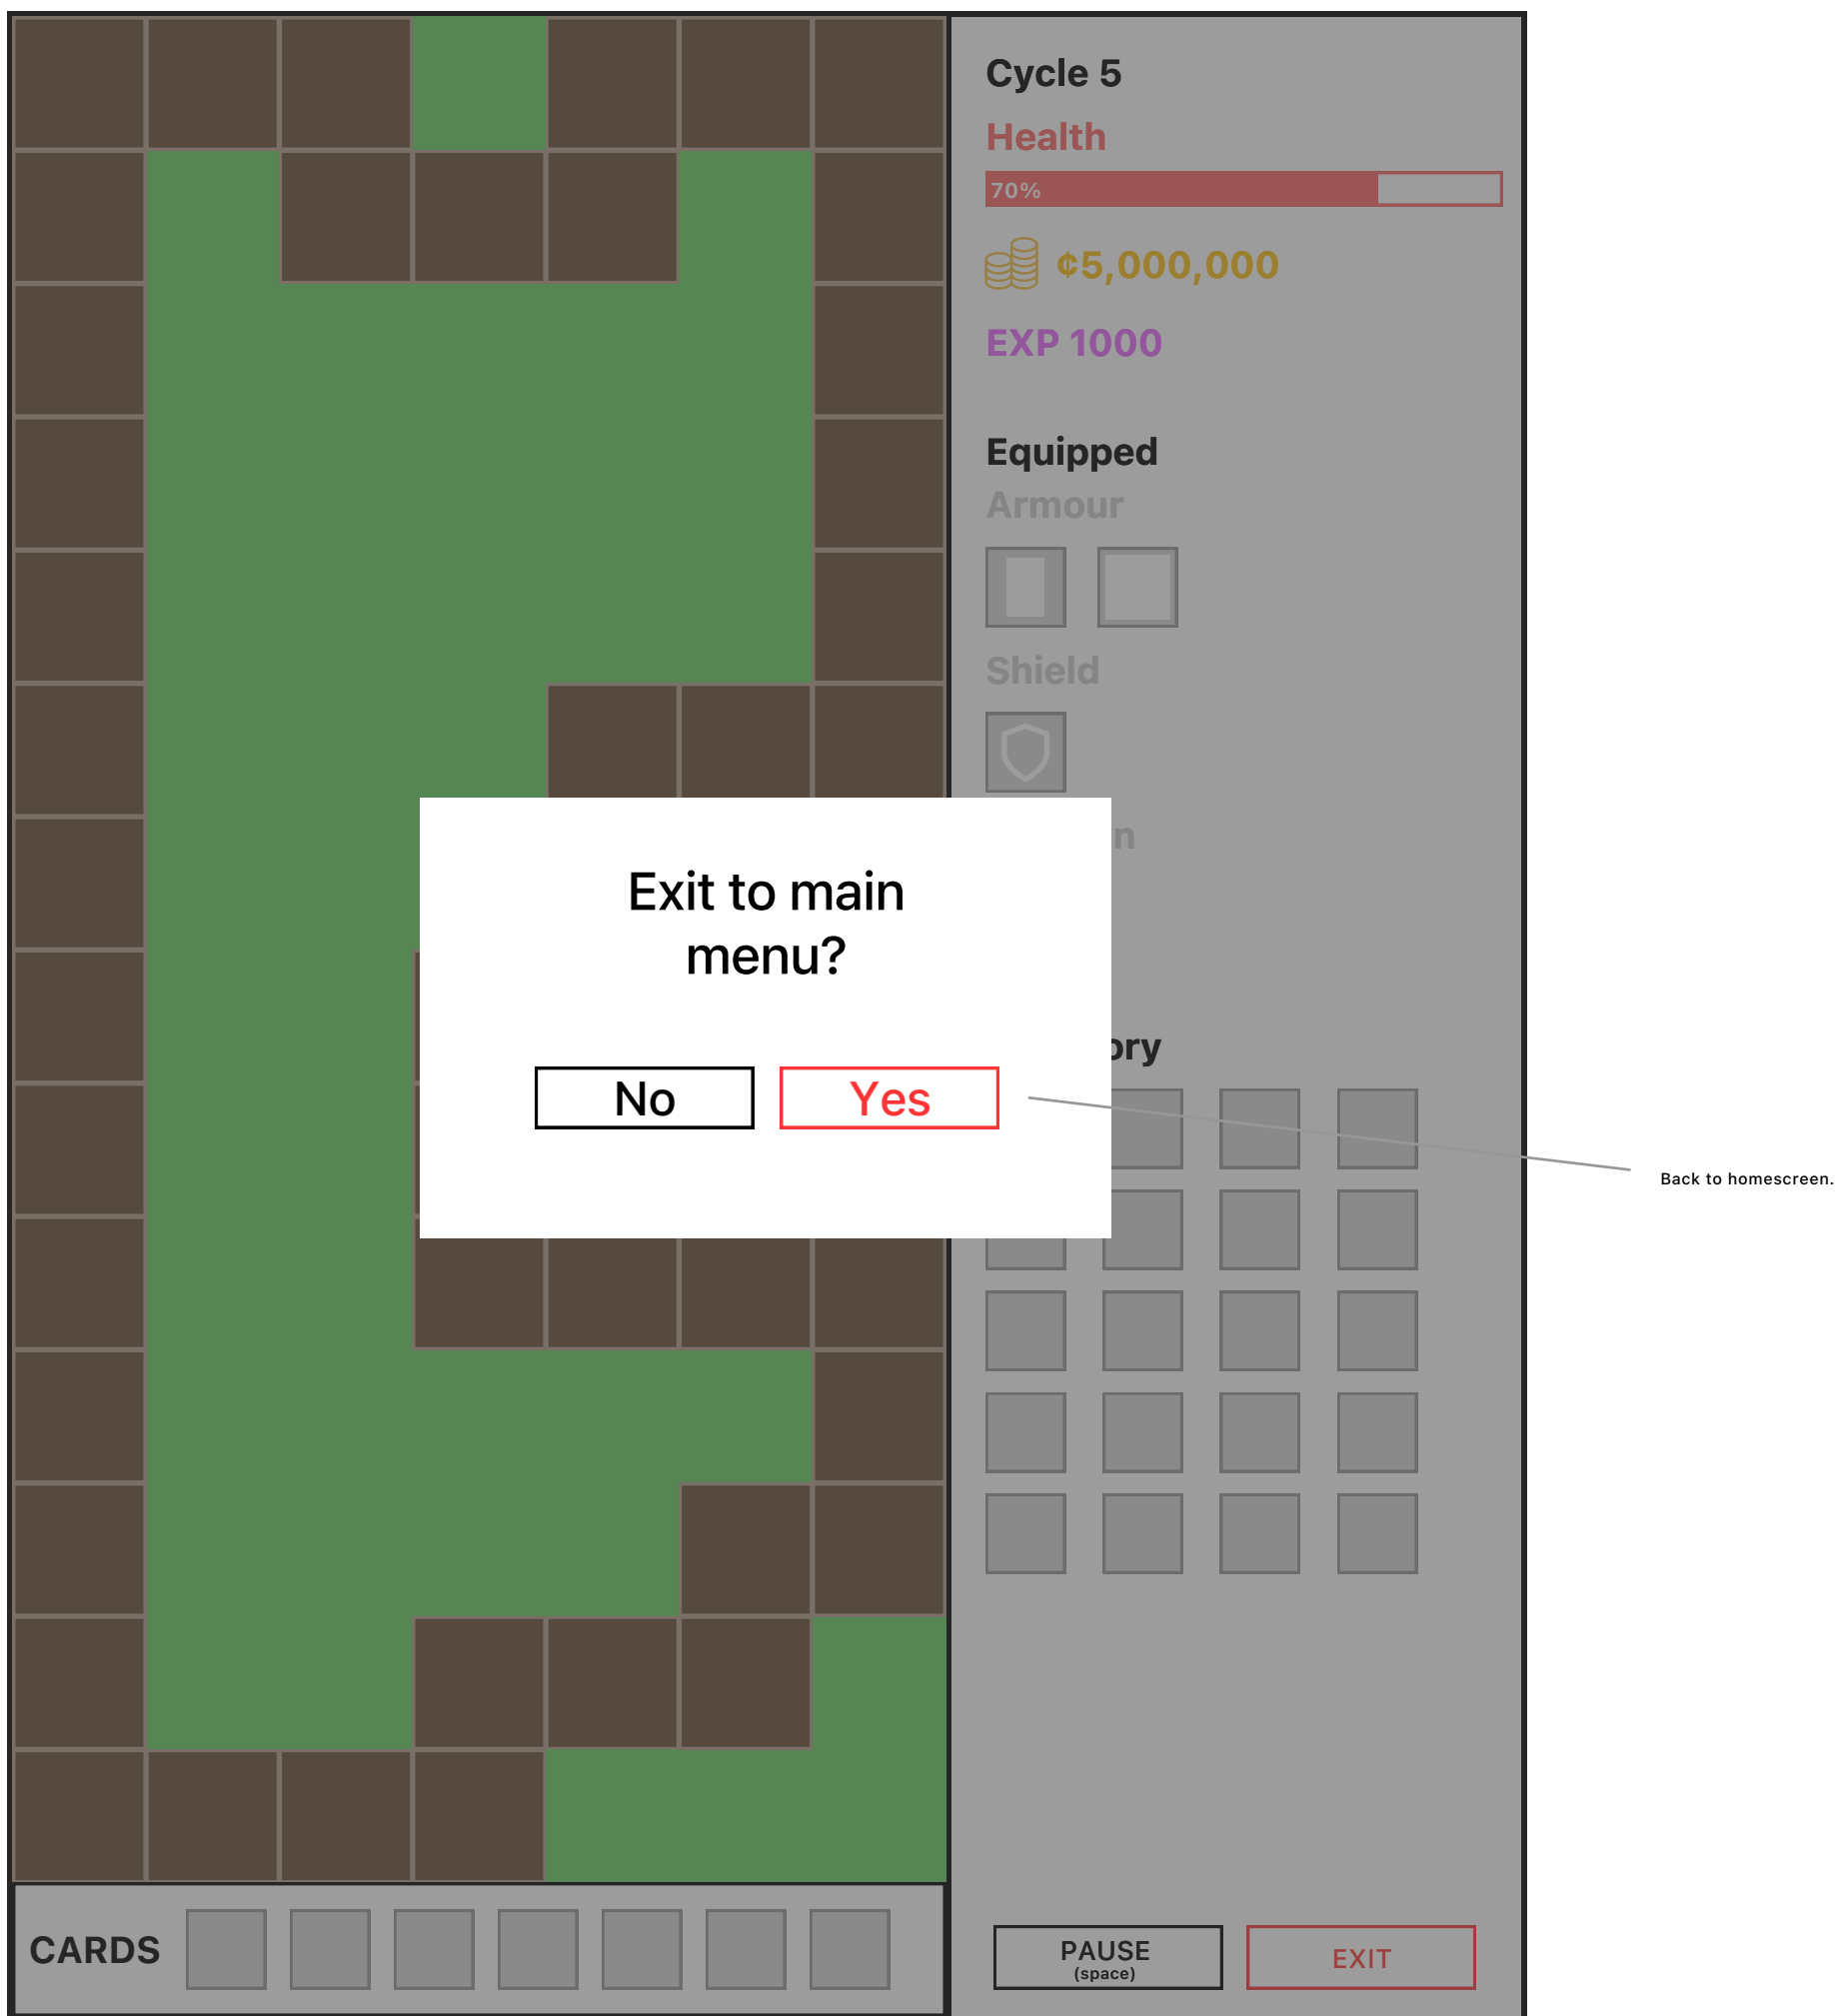 Cycle 5
Health
70%
¢5,000,000
EXP 1000
Equipped
Armour
Shield
Exit to main
menu?
No
Yes
Back to homescreen.
CARDS
PAUSE
(space)
EXIT